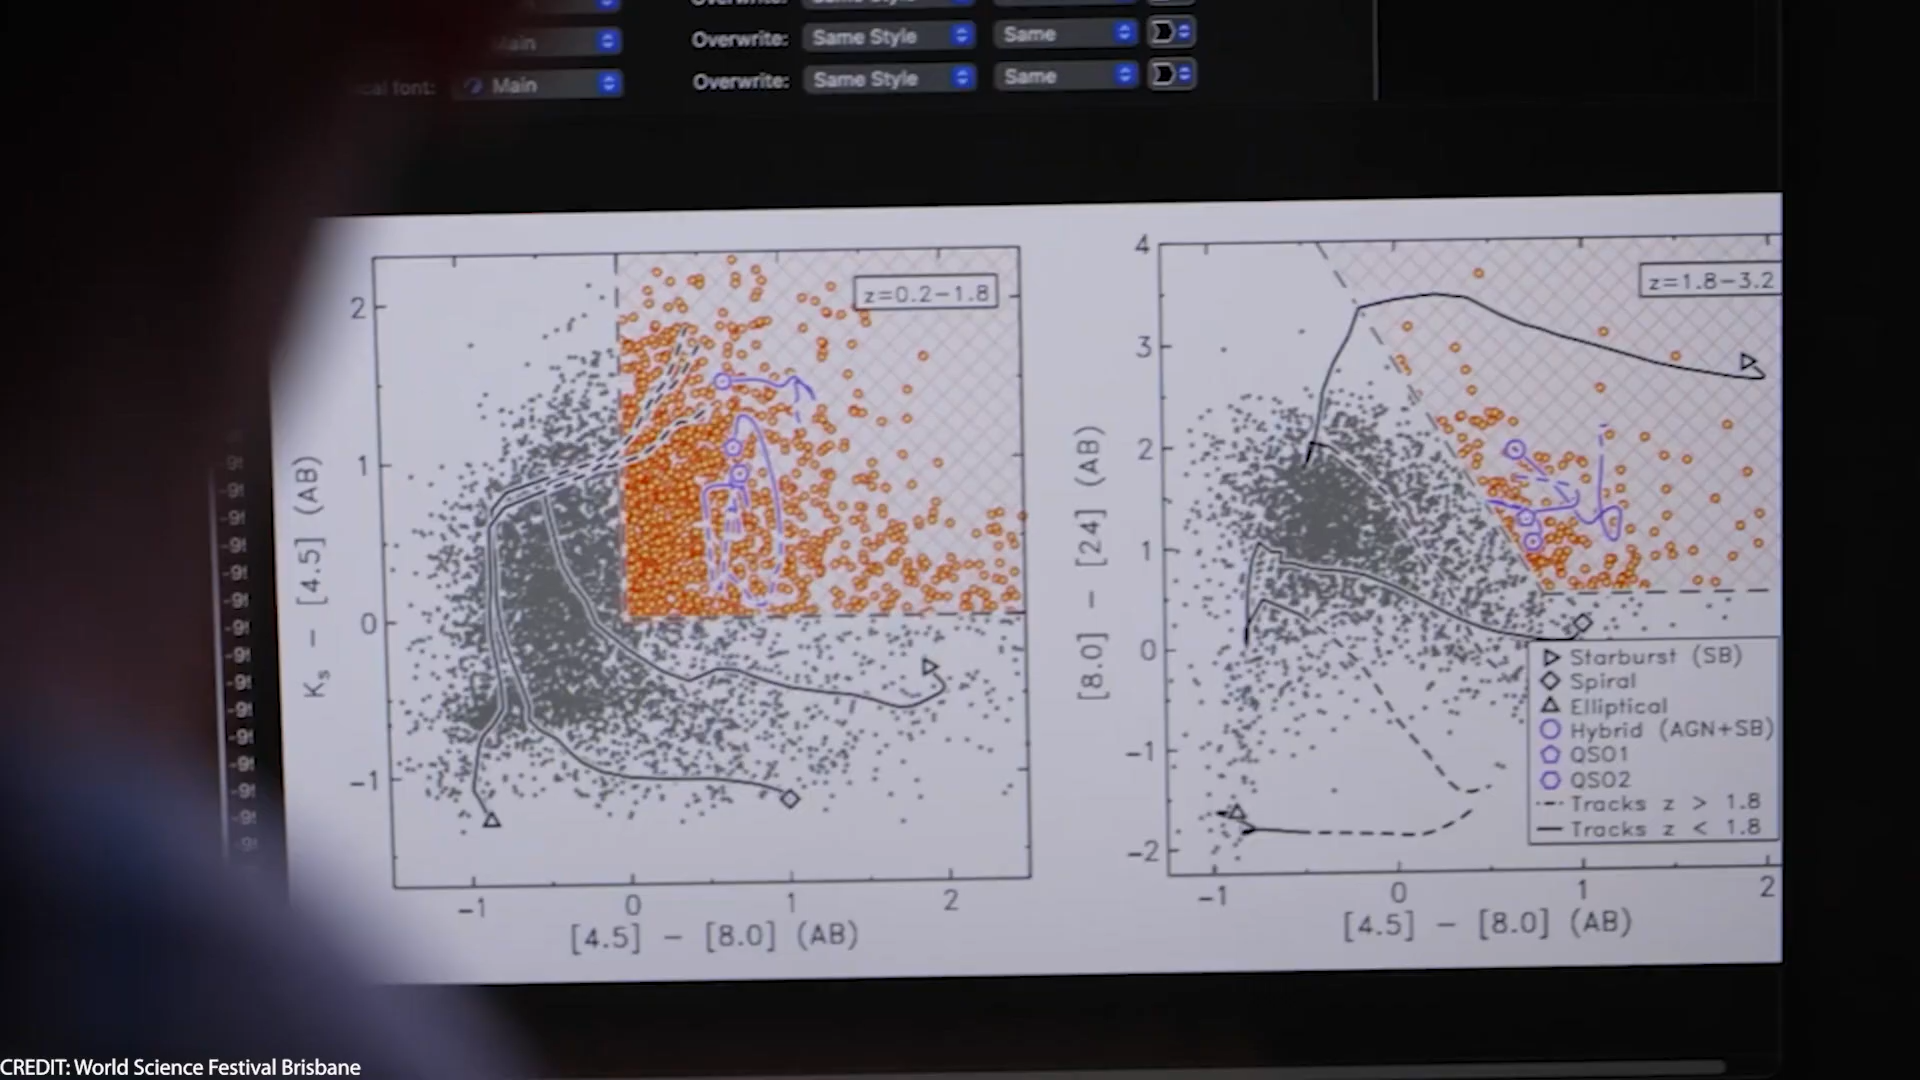 Main
Overwrite:
Same Style
Same
cal font:
Main
Overwrite:
Same Style
Same
z=0.2-1.8
2
1
0
-1
Ks - [4.5] (AB)
-1
0
1
2
[4.5] - [8.0] (AB)
z=1.8-3.2
4
3
2
1
0
-1
-2
[8.0] - [24] (AB)
Starburst (SB)
Spiral
Elliptical
Hybrid (AGN+SB)
QSO1
QSO2
Tracks z > 1.8
Tracks z < 1.8
-1
0
1
2
[4.5] - [8.0] (AB)
CREDIT: World Science Festival Brisbane